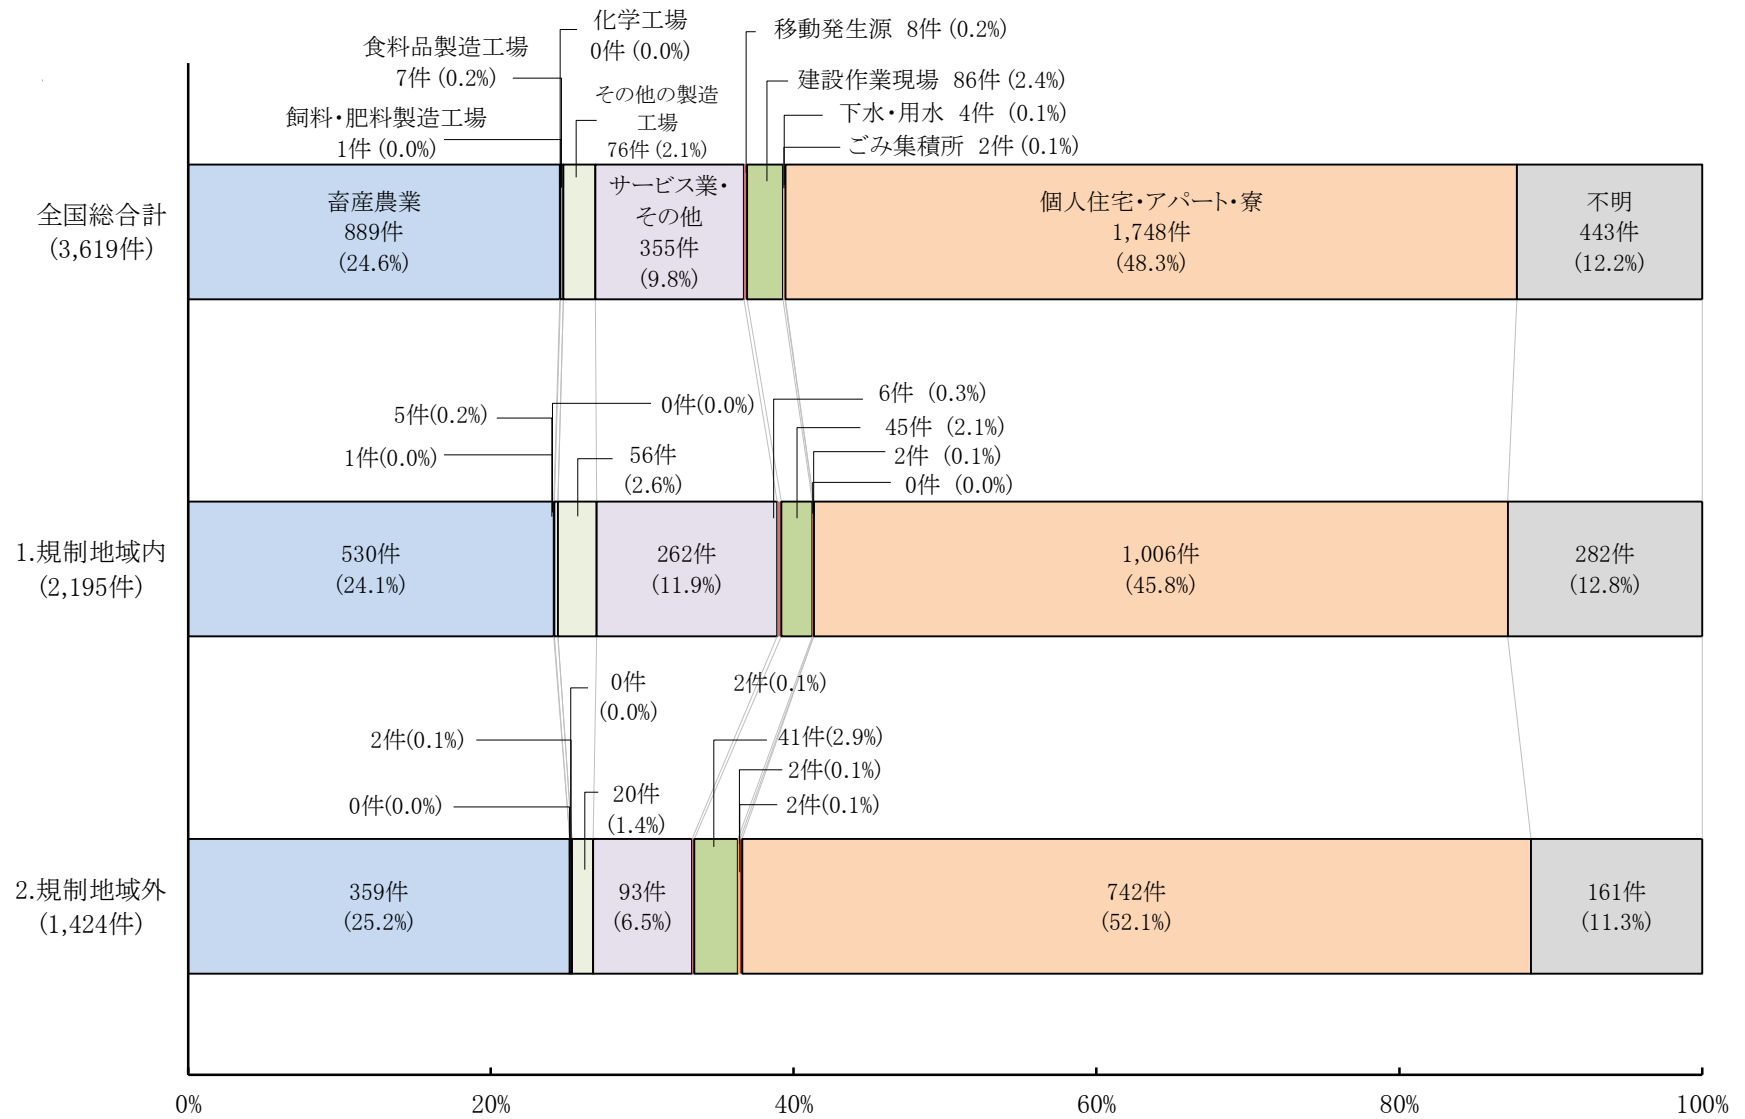 化学工場
0件 (0.0%)
食料品製造工場
7件 (0.2%)
飼料・肥料製造工場
1件 (0.0%)
その他の製造
工場
76件 (2.1%)
移動発生源 8件 (0.2%)
建設作業現場 86件 (2.4%)
下水・用水 4件 (0.1%)
ごみ集積所 2件 (0.1%)
全国総合計
(3,619件)
畜産農業
889件
(24.6%)
サービス業・
その他
355件
(9.8%)
個人住宅・アパート・寮
1,748件
(48.3%)
不明
443件
(12.2%)
5件(0.2%)
0件(0.0%)
1件(0.0%)
56件
(2.6%)
6件 (0.3%)
45件 (2.1%)
2件 (0.1%)
0件 (0.0%)
1.規制地域内
(2,195件)
530件
(24.1%)
262件
(11.9%)
1,006件
(45.8%)
282件
(12.8%)
0件
(0.0%)
2件(0.1%)
2件(0.1%)
0件(0.0%)
20件
(1.4%)
41件(2.9%)
2件(0.1%)
2件(0.1%)
2.規制地域外
(1,424件)
359件
(25.2%)
93件
(6.5%)
742件
(52.1%)
161件
(11.3%)
0%
20%
40%
60%
80%
100%